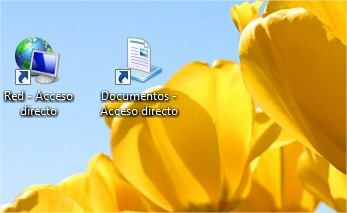 Red - Acceso
directo
Documentos -
Acceso directo